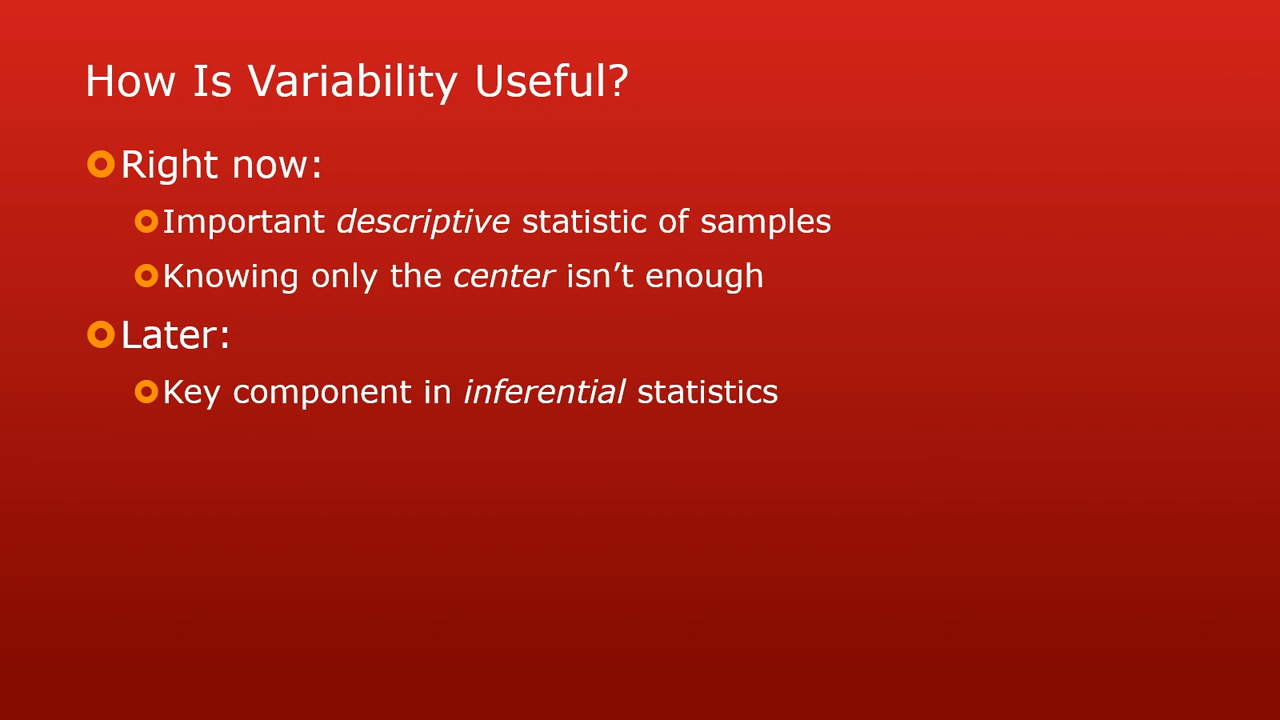 How Is Variability Useful?
Right now:
Important descriptive statistic of samples
Knowing only the center isn’t enough
Later:
Key component in inferential statistics